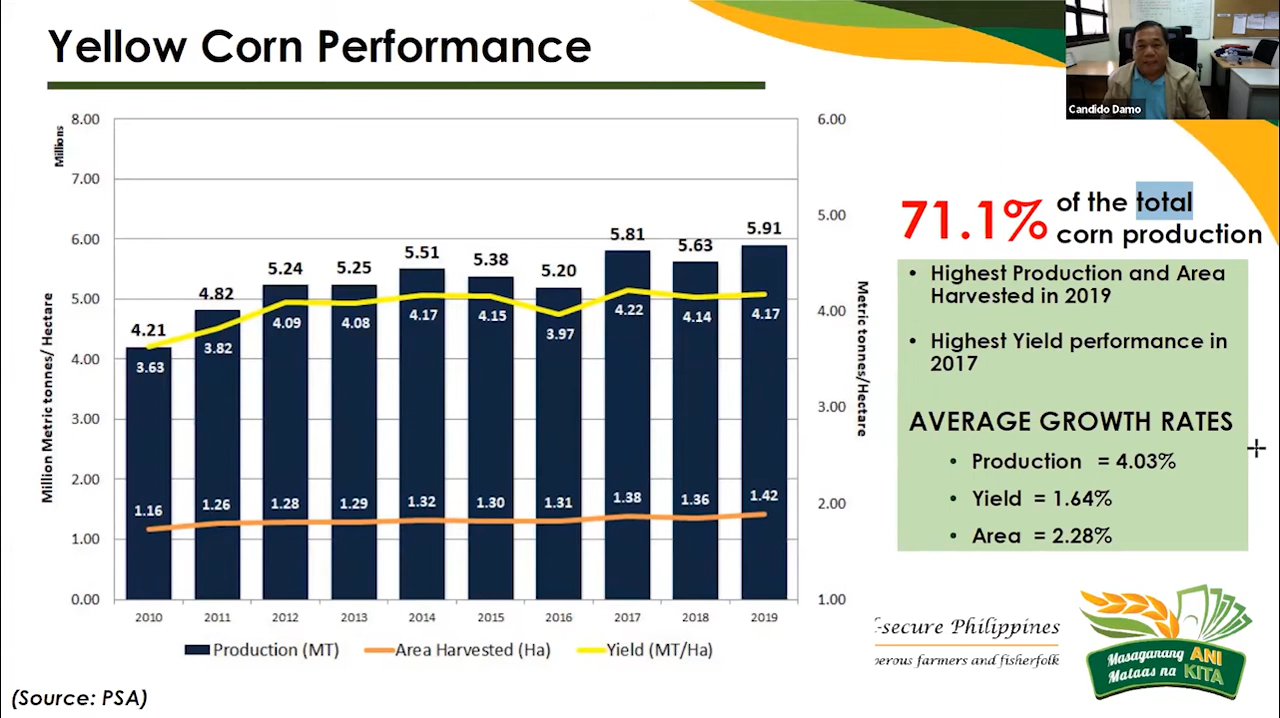 Yellow Corn Performance
Candido Damo
Millions
Million Metric tonnes/ Hectare
8.00
7.00
6.00
5.00
4.00
3.00
2.00
1.00
0.00
4.21
4.82
5.24
5.25
5.51
5.38
5.20
5.81
5.63
5.91
3.63
3.82
4.09
4.08
4.17
4.15
3.97
4.22
4.14
4.17
1.16
1.26
1.28
1.29
1.32
1.30
1.31
1.38
1.36
1.42
2010
2011
2012
2013
2014
2015
2016
2017
2018
2019
6.00
5.00
4.00
3.00
2.00
1.00
Metric tonnes/Hectare
Production (MT)
Area Harvested (Ha)
Yield (MT/Ha)
71.1% of the total
corn production
• Highest Production and Area
Harvested in 2019
• Highest Yield performance in
2017
AVERAGE GROWTH RATES
• Production = 4.03%
• Yield = 1.64%
• Area = 2.28%
-secure Philippines
perous farmers and fisherfolk
Masaganang ANI
Mataas na KITA
(Source: PSA)